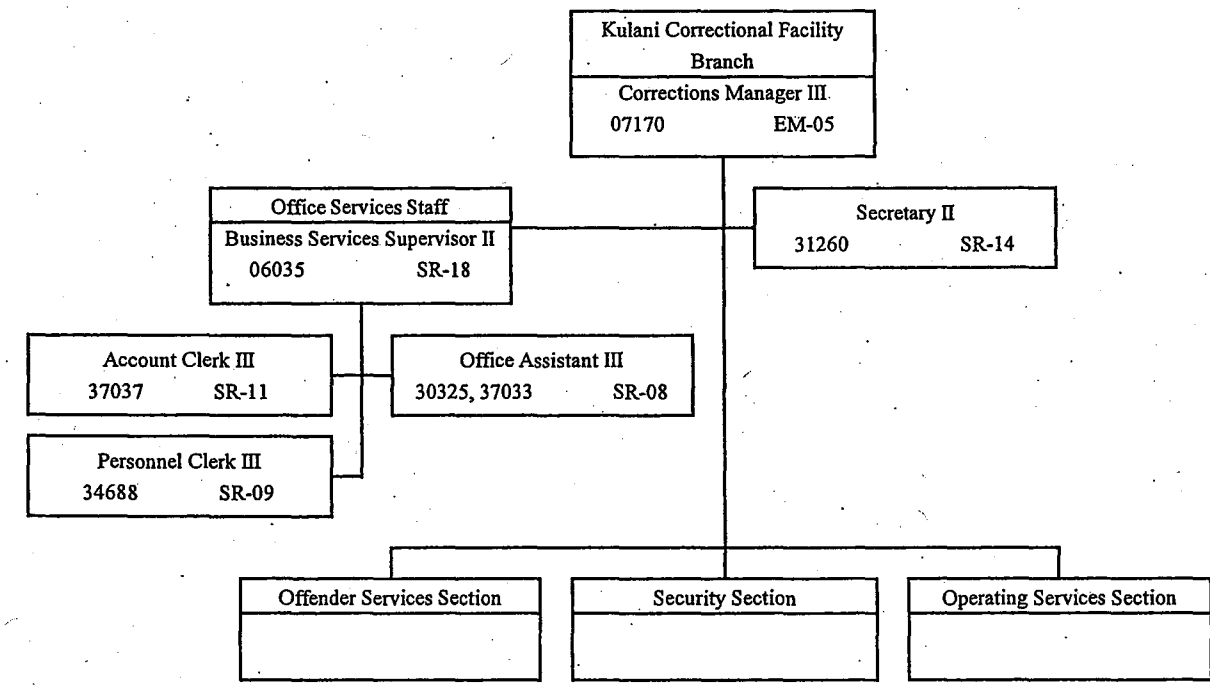 Kulani Correctional Facility
Branch
Corrections Manager III
07170 EM-05
Office Services Staff
Business Services Supervisor II
06035 SR-18
Secretary II
31260 SR-14
Account Clerk III
37037 SR-11
Office Assistant III
30325, 37033 SR-08
Personnel Clerk III
34688 SR-09
Offender Services Section
Security Section
Operating Services Section